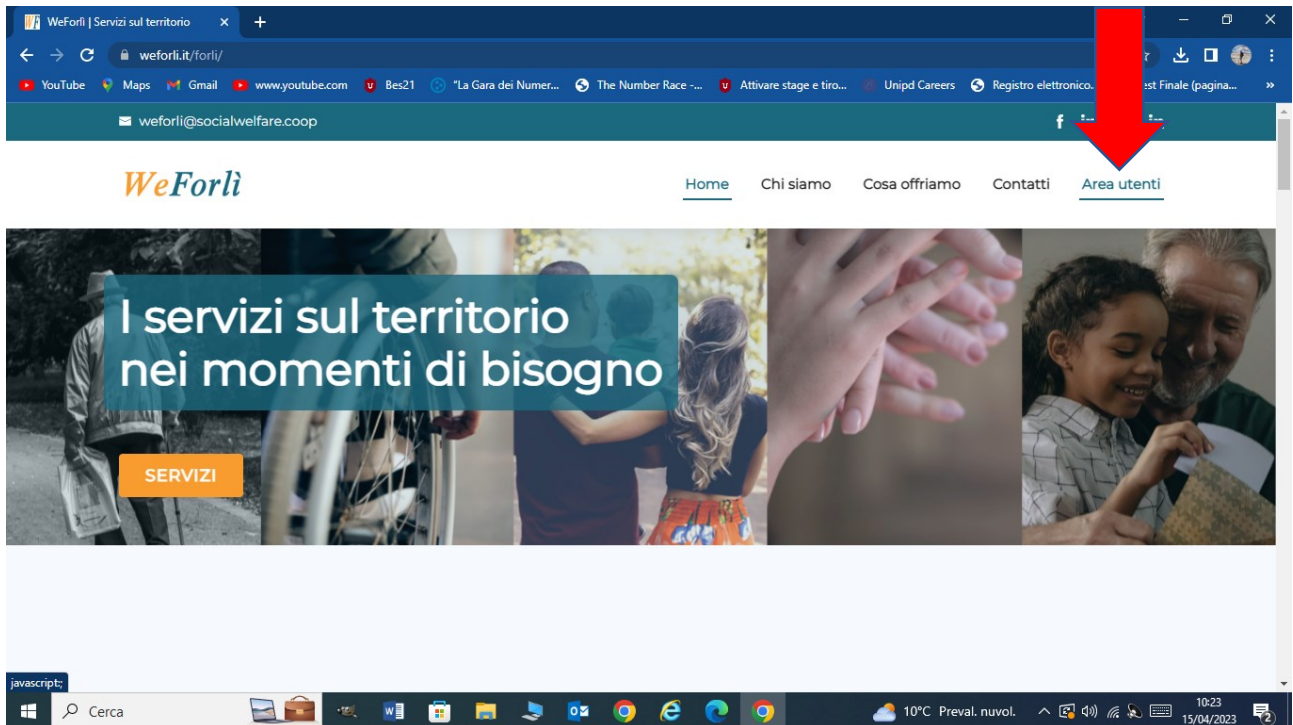 WeForlì | Servizi sul territorio
weforli.it/forli/
YouTube Maps Gmail www.youtube.com Bes21 "La Gara dei Numer... The Number Race -... Attivare stage e tiro... Unipd Careers Registro elettronico. est Finale (pagina... »
weforli@socialwelfare.coop
WeForlì
Home Chi siamo Cosa offriamo Contatti Area utenti
I servizi sul territorio
nei momenti di bisogno
SERVIZI
javascript:;
Cerca
10°C Preval. nuvol.
10:23
15/04/2023
2